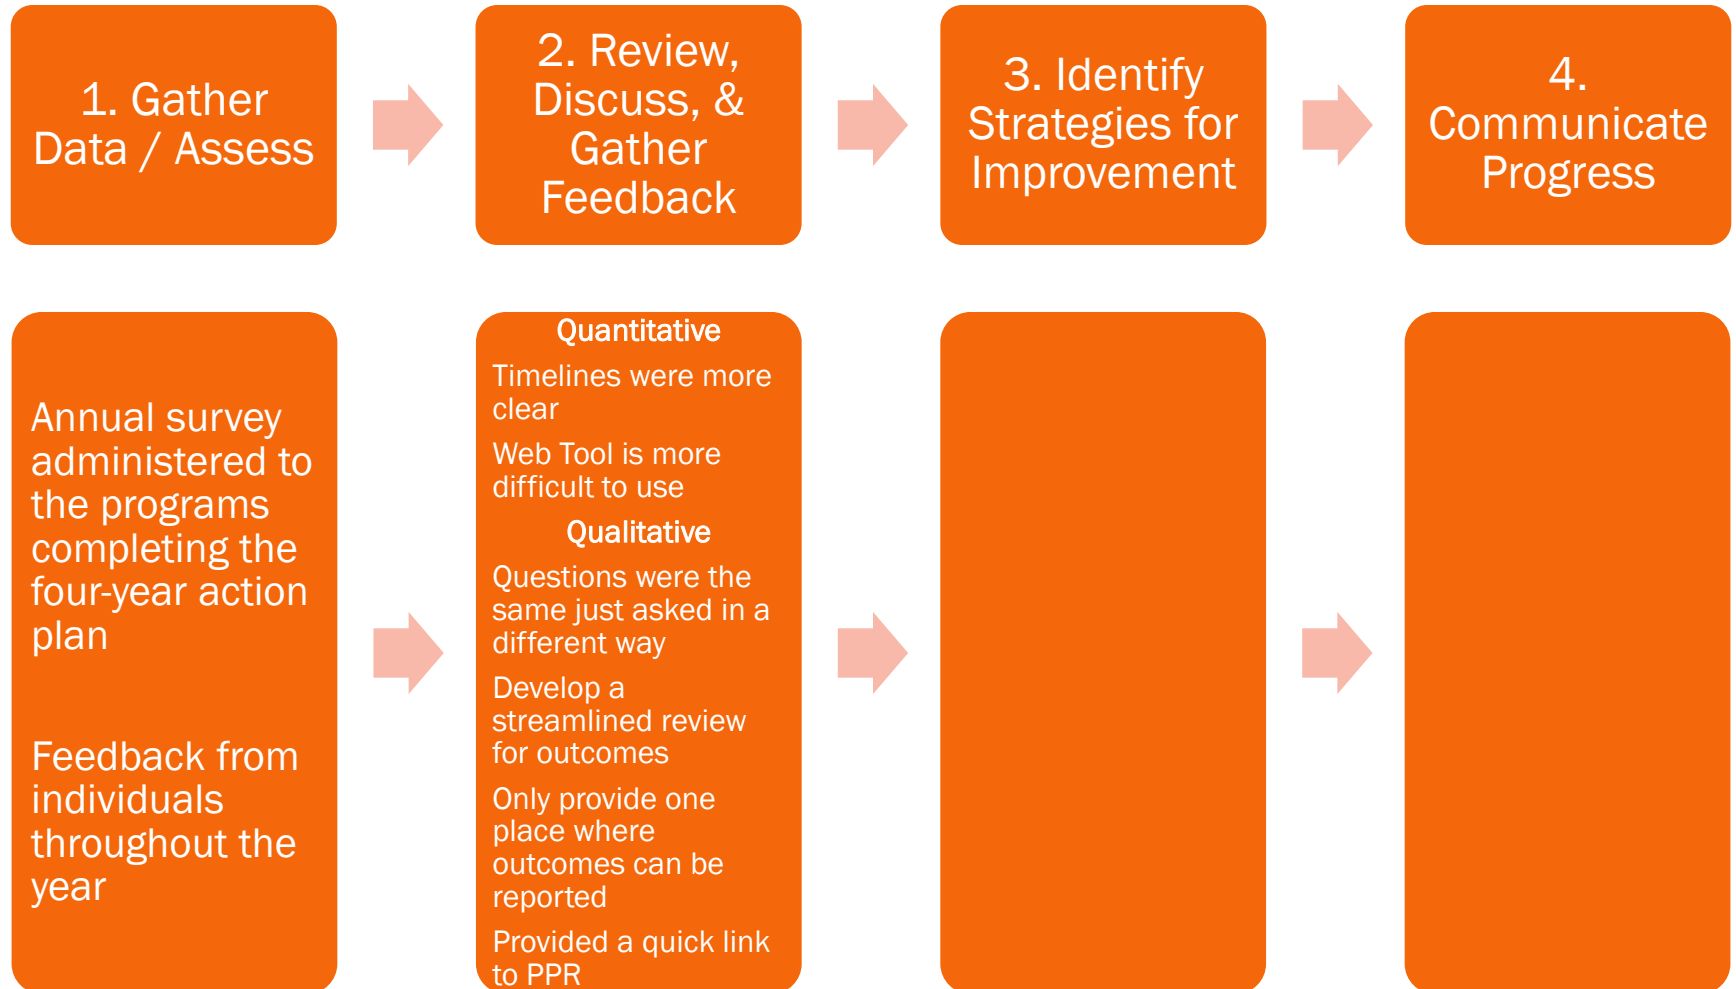 1. Gather
Data / Assess
2. Review,
Discuss, &
Gather
Feedback
3. Identify
Strategies for
Improvement
4.
Communicate
Progress
Annual survey
administered to
the programs
completing the
four-year action
plan
Feedback from
individuals
throughout the
year
Quantitative
Timelines were more
clear
Web Tool is more
difficult to use
Qualitative
Questions were the
same just asked in a
different way
Develop a
streamlined review
for outcomes
Only provide one
place where
outcomes can be
reported
Provided a quick link
to PPR